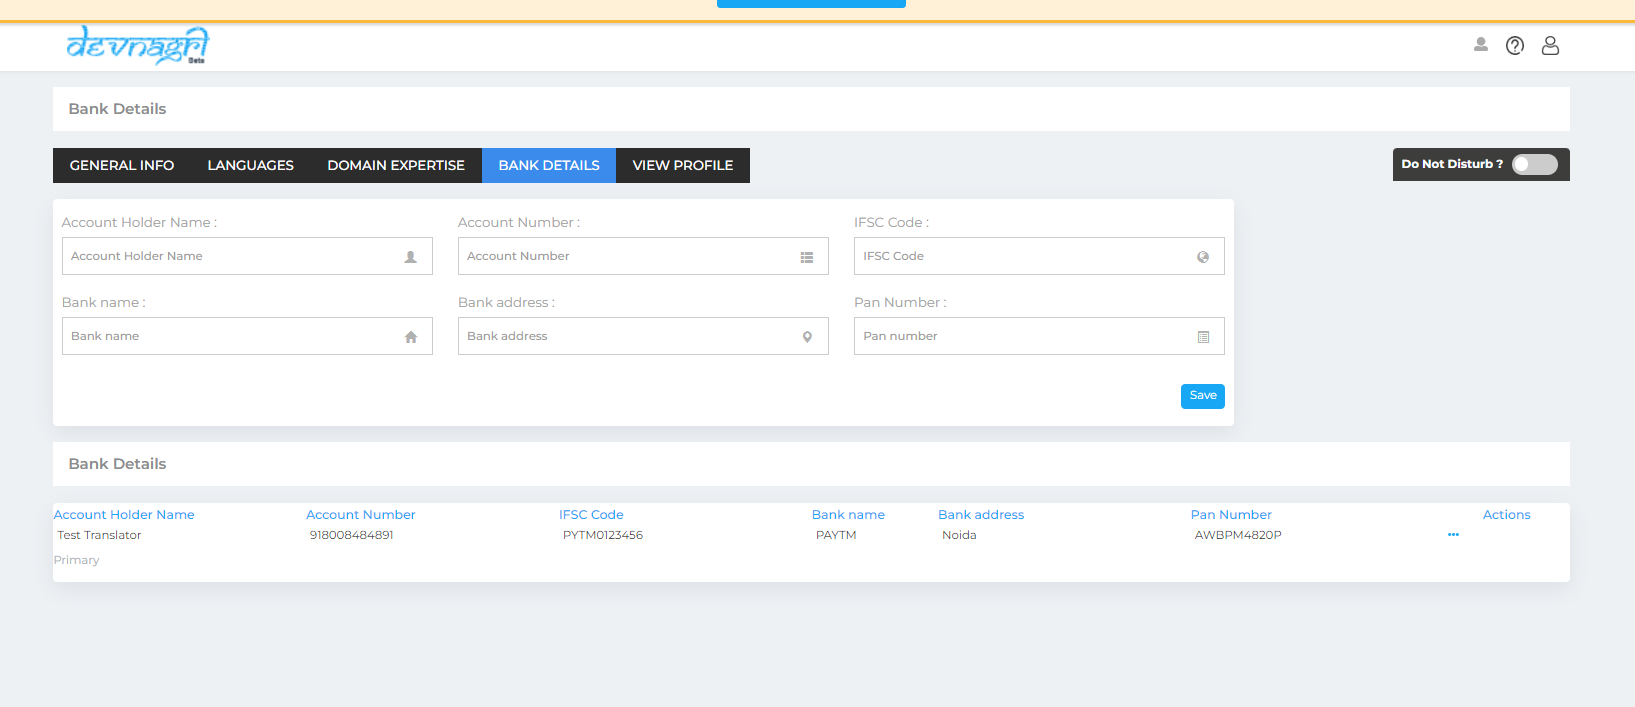 devnagri
Beta
Bank Details
GENERAL INFO LANGUAGES DOMAIN EXPERTISE BANK DETAILS VIEW PROFILE Do Not Disturb ?
Account Holder Name : Account Number : IFSC Code :
Account Holder Name Account Number IFSC Code
Bank name : Bank address : Pan Number :
Bank name Bank address Pan number
Save
Bank Details
Account Holder Name Account Number IFSC Code Bank name Bank address Pan Number Actions
Test Translator 918008484891 PYTM0123456 PAYTM Noida AWBPM4820P ...
Primary